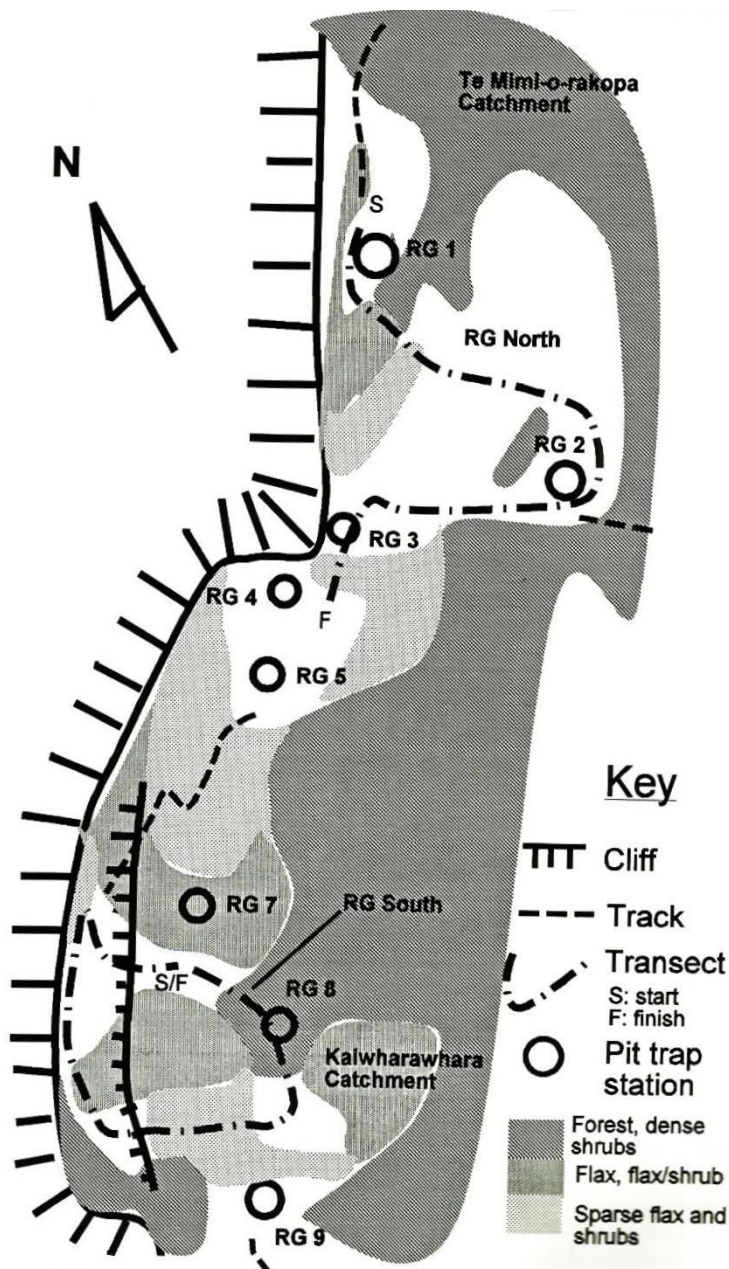 Te Mimi-o-rakopa
Catchment
N
S
RG 1
RG North
RG 2
RG 3
RG 4
F
RG 5
Key
Cliff
RG 7
RG South
Track
Transect
S: start
F: finish
S/F
RG 8
Pit trap
station
Kaiwharawhara
Catchment
Forest, dense
shrubs
Flax, flax/shrub
Sparse flax and
shrubs
RG 9